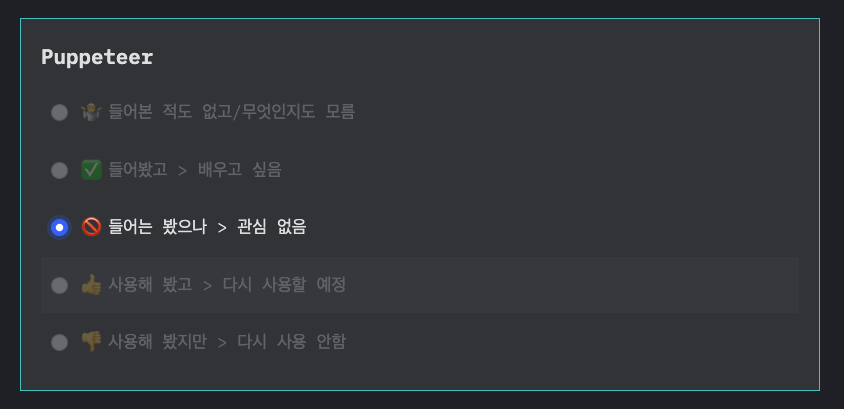 Puppeteer
🤷 들어본 적도 없고/무엇인지도 모름
✅ 들어봤고 > 배우고 싶음
🚫 들어는 봤으나 > 관심 없음
👍 사용해 봤고 > 다시 사용할 예정
👎 사용해 봤지만 > 다시 사용 안함